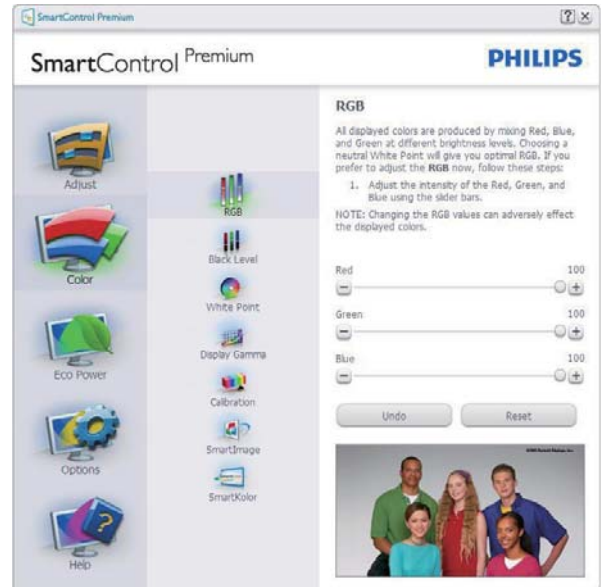 SmartControl Premium
? ×
SmartControl Premium
PHILIPS
Adjust
Color
Eco Power
Options
Help
RGB
Black Level
White Point
Display Gamma
Calibration
SmartImage
SmartKolor
RGB
All displayed colors are produced by mixing Red, Blue,
and Green at different brightness levels. Choosing a
neutral White Point will give you optimal RGB. If you
prefer to adjust the RGB now, follow these steps:
1. Adjust the intensity of the Red, Green, and
Blue using the slider bars.
NOTE: Changing the RGB values can adversely effect
the displayed colors.
Red 100
Green 100
Blue 100
Undo Reset